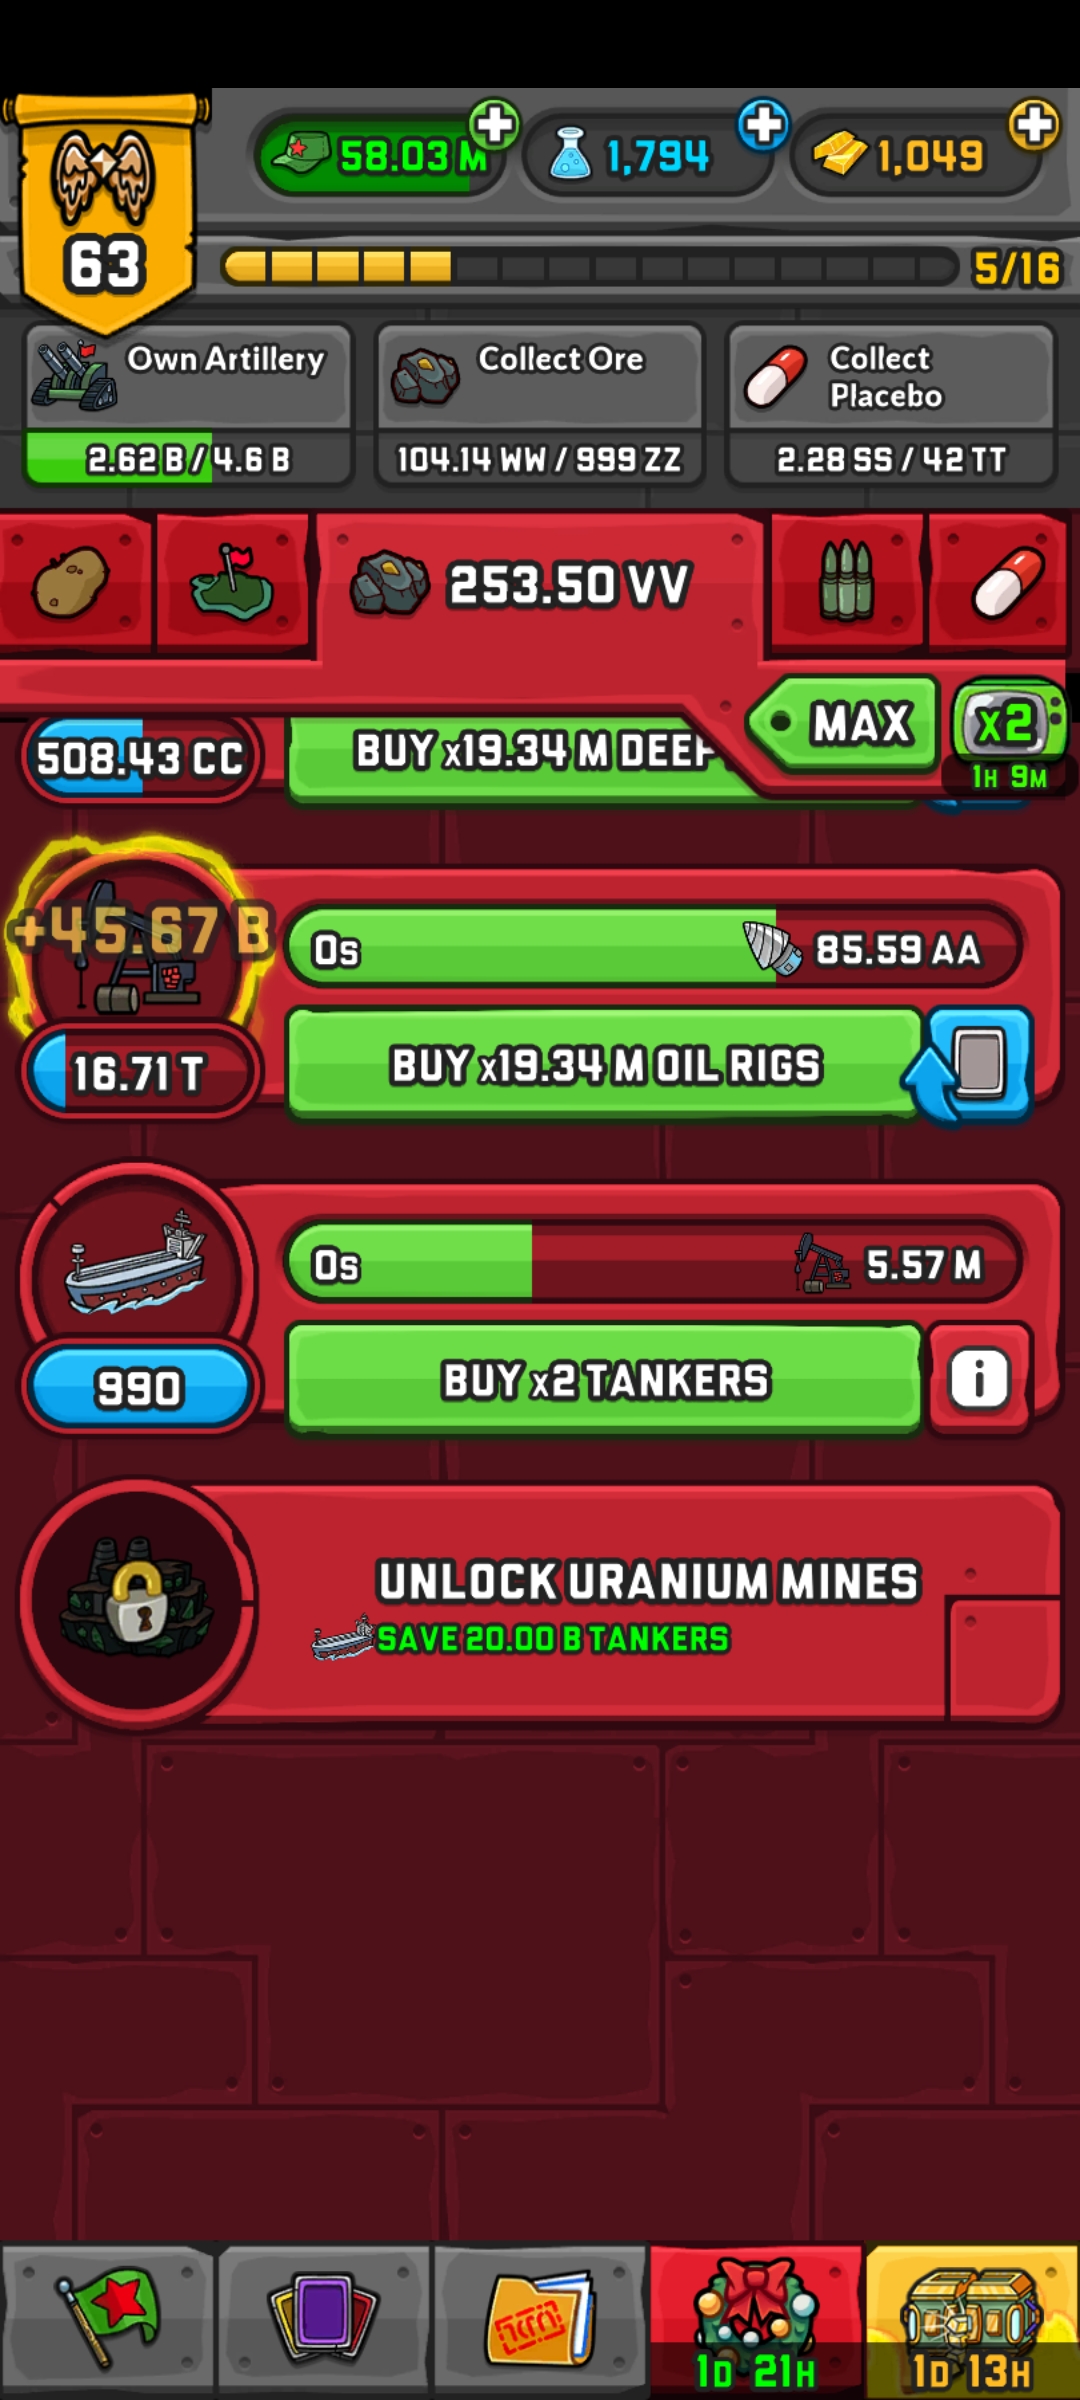 58.03 M
1,794
1,049
63
5/16
Own Artillery
2.62 B / 4.6 B
Collect Ore
104.14 WW / 999 ZZ
Collect
Placebo
2.28 SS / 42 TT
253.50 VV
MAX
x2
1H 9M
508.43 CC
BUY x19.34 M DEEP
+45.67 B
0s
85.59 AA
16.71 T
BUY x19.34 M OIL RIGS
0s
5.57 M
990
BUY x2 TANKERS
i
UNLOCK URANIUM MINES
SAVE 20.00 B TANKERS
1D 21H
1D 13H